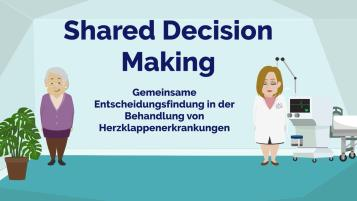 Shared Decision
Making
Gemeinsame
Entscheidungsfindung in der
Behandlung von
Herzklappenerkrankungen